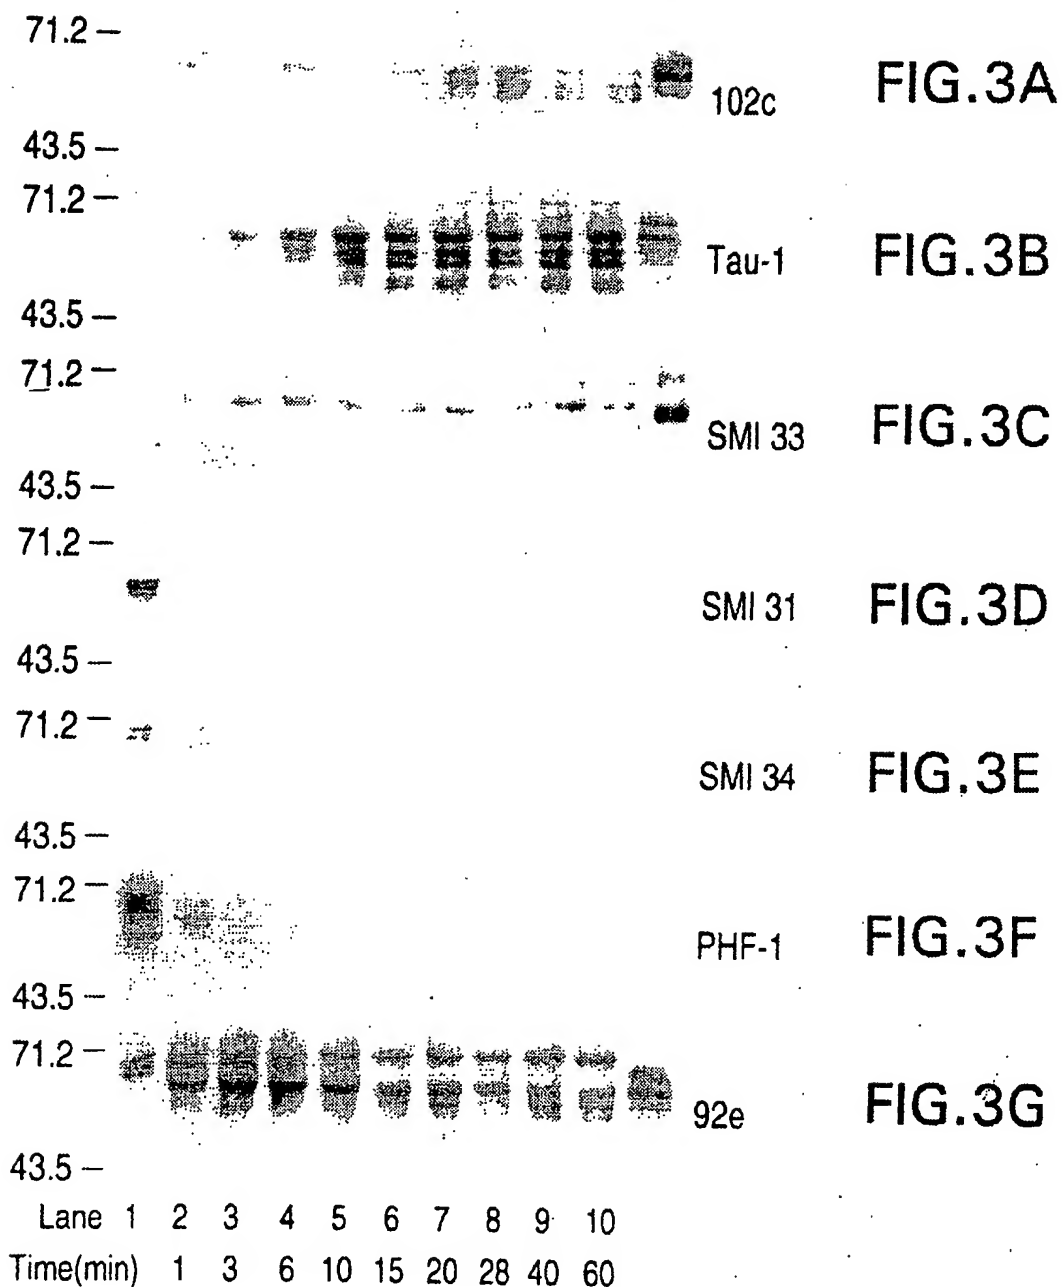 71.2
102c FIG.3A
43.5
71.2
Tau-1 FIG.3B
43.5
71.2
SMI 33 FIG.3C
43.5
71.2
SMI 31 FIG.3D
43.5
71.2
SMI 34 FIG.3E
43.5
71.2
PHF-1 FIG.3F
43.5
71.2
92e FIG.3G
43.5
Lane 1 2 3 4 5 6 7 8 9 10
Time(min) 1 3 6 10 15 20 28 40 60